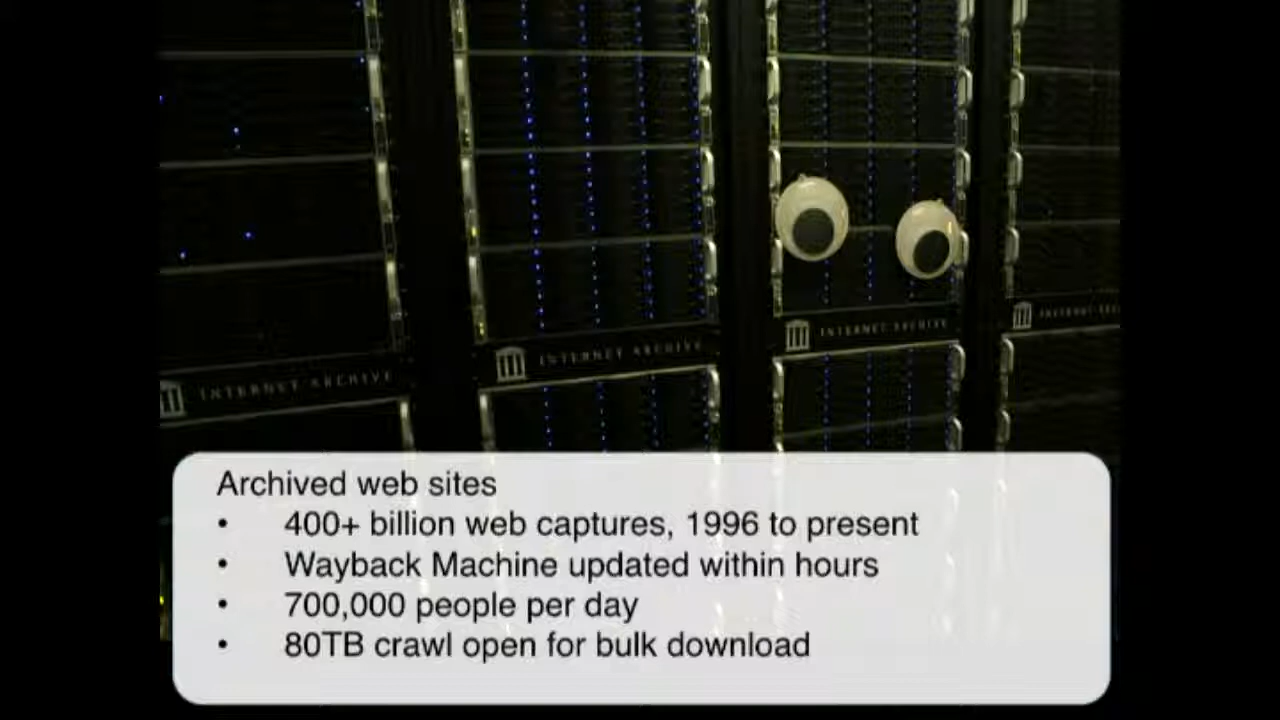 INTERNET ARCHIVE
INTERNET ARCHIVE
INTERNET ARCHIVE
INTERNET
Archived web sites
• 400+ billion web captures, 1996 to present
• Wayback Machine updated within hours
• 700,000 people per day
• 80TB crawl open for bulk download